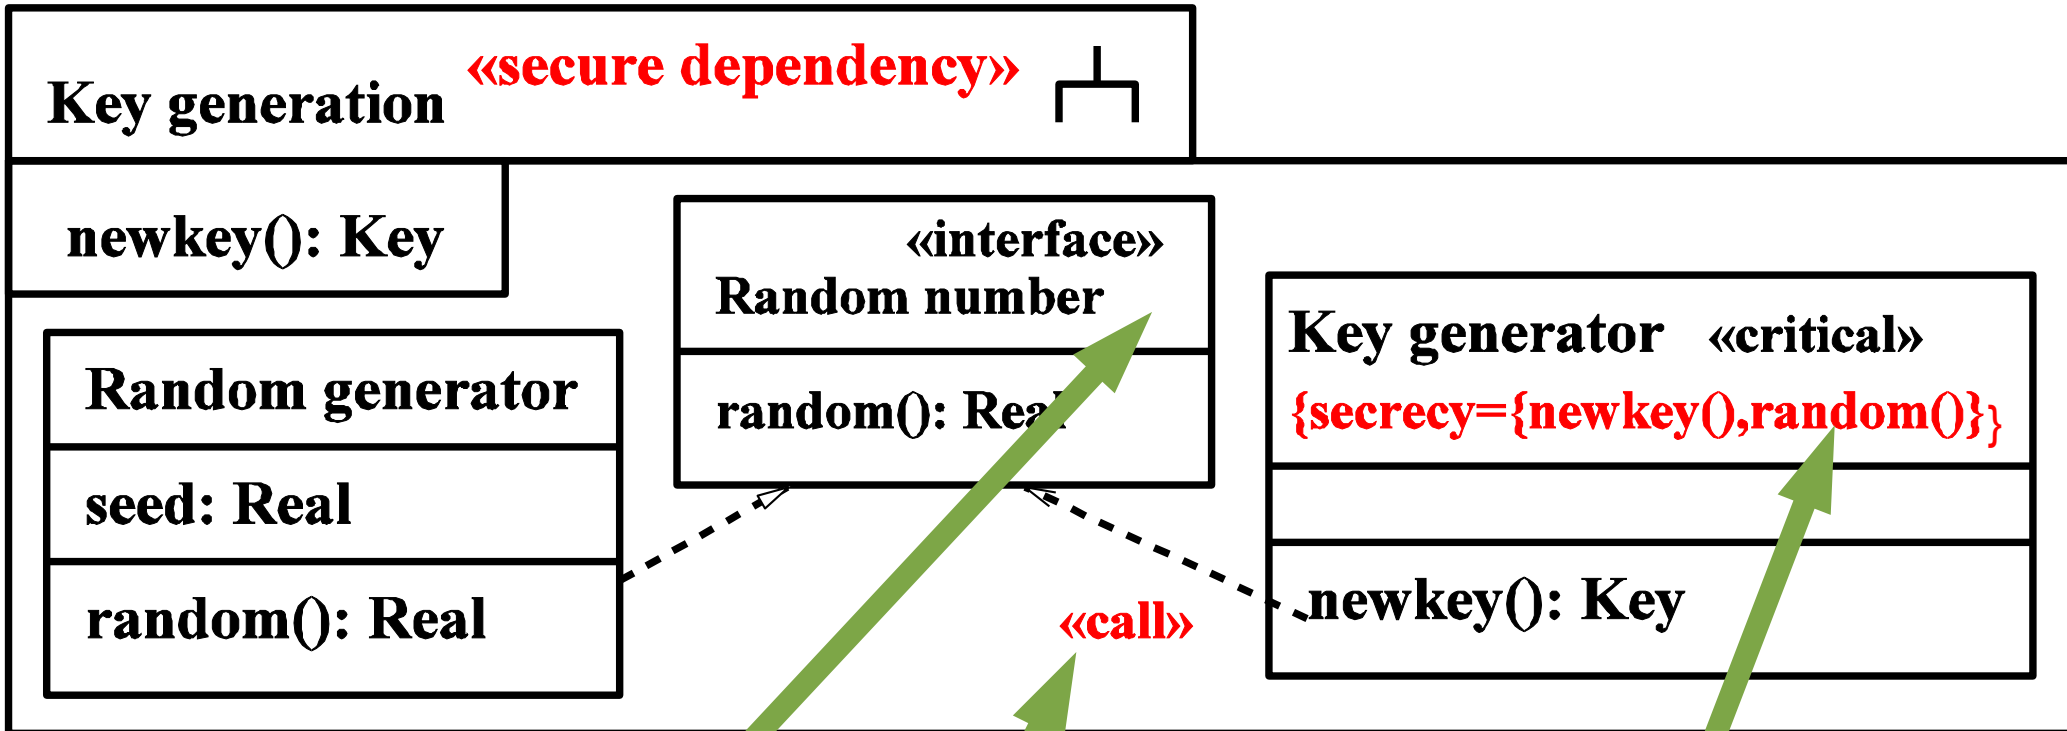 Key generation «secure dependency»
newkey(): Key
«interface»
Random number
random(): Real
Key generator «critical»
{secrecy={newkey(),random()}}
newkey(): Key
Random generator
seed: Real
random(): Real
«call»